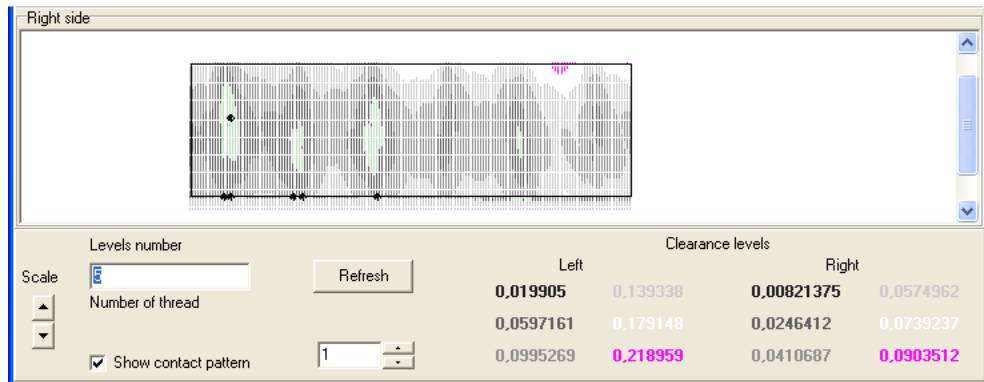 Right side
Levels number
Clearance levels
Scale
5
Refresh
Left
Right
Number of thread
0,019905 0,139338 0,00821375 0,0574962
0,0597161 0,179148 0,0246412 0,0739237
Show contact pattern
1
0,0995269 0,218959 0,0410687 0,0903512